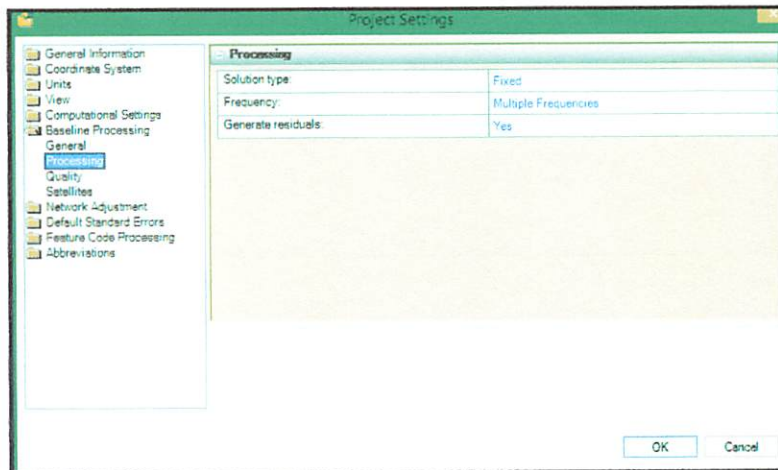 Project Settings
General Information
Coordinate System
Units
View
Computational Settings
Baseline Processing
General
Processing
Quality
Satellites
Network Adjustment
Default Standard Errors
Feature Code Processing
Abbreviations
Processing
Solution type: Fixed
Frequency: Multiple Frequencies
Generate residuals: Yes
OK Cancel